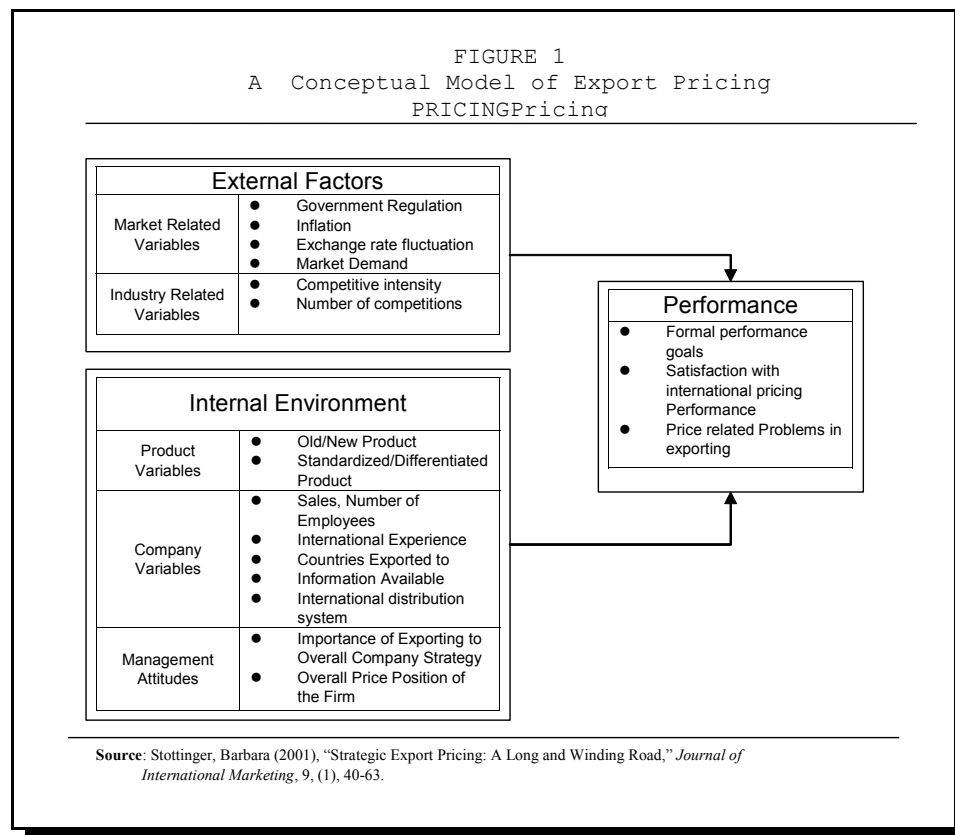 FIGURE 1
A Conceptual Model of Export Pricing
PRICINGPricing
External Factors
Market Related
Variables
● Government Regulation
● Inflation
● Exchange rate fluctuation
● Market Demand
Industry Related
Variables
● Competitive intensity
● Number of competitions
Performance
● Formal performance
goals
● Satisfaction with
international pricing
Performance
● Price related Problems in
exporting
Internal Environment
Product
Variables
● Old/New Product
● Standardized/Differentiated
Product
Company
Variables
● Sales, Number of
Employees
● International Experience
● Countries Exported to
● Information Available
● International distribution
system
Management
Attitudes
● Importance of Exporting to
Overall Company Strategy
● Overall Price Position of
the Firm
Source: Stottinger, Barbara (2001), “Strategic Export Pricing: A Long and Winding Road,” Journal of
International Marketing, 9, (1), 40-63.